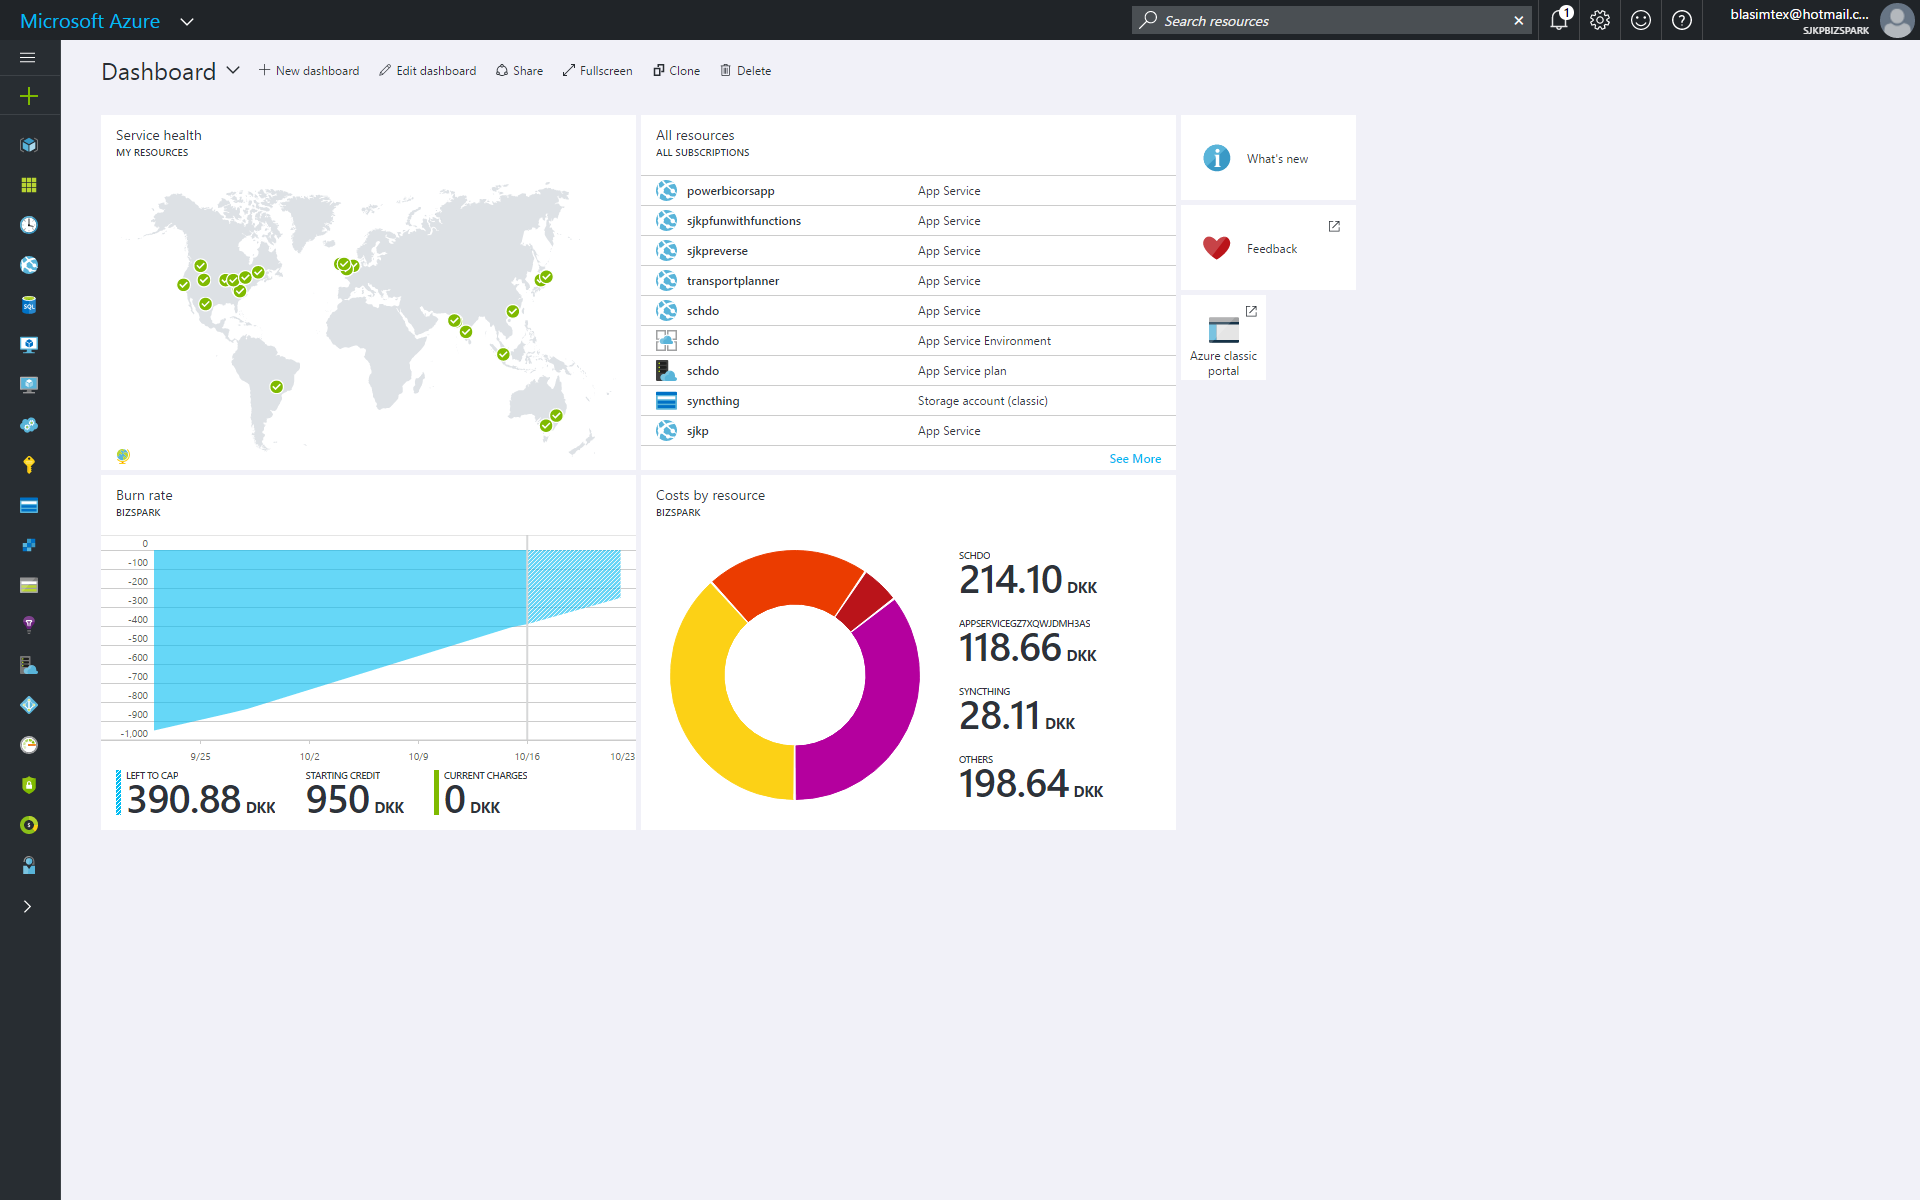 Microsoft Azure
Search resources
1
blasimtex@hotmail.c...
SJKPBIZSPARK
Dashboard
New dashboard
Edit dashboard
Share
Fullscreen
Clone
Delete
Service health
MY RESOURCES
All resources
ALL SUBSCRIPTIONS
powerbicorsapp App Service
sjkpfunwithfunctions App Service
sjkpreverse App Service
transportplanner App Service
schdo App Service
schdo App Service Environment
schdo App Service plan
syncthing Storage account (classic)
sjkp App Service
See More
What's new
Feedback
Azure classic
portal
Burn rate
BIZSPARK
0
-100
-200
-300
-400
-500
-600
-700
-800
-900
-1,000
9/25 10/2 10/9 10/16 10/23
LEFT TO CAP
390.88 DKK
STARTING CREDIT
950 DKK
CURRENT CHARGES
0 DKK
Costs by resource
BIZSPARK
SCHDO
214.10 DKK
APPSERVICEGZ7XQWJDMH3AS
118.66 DKK
SYNCTHING
28.11 DKK
OTHERS
198.64 DKK
SQL